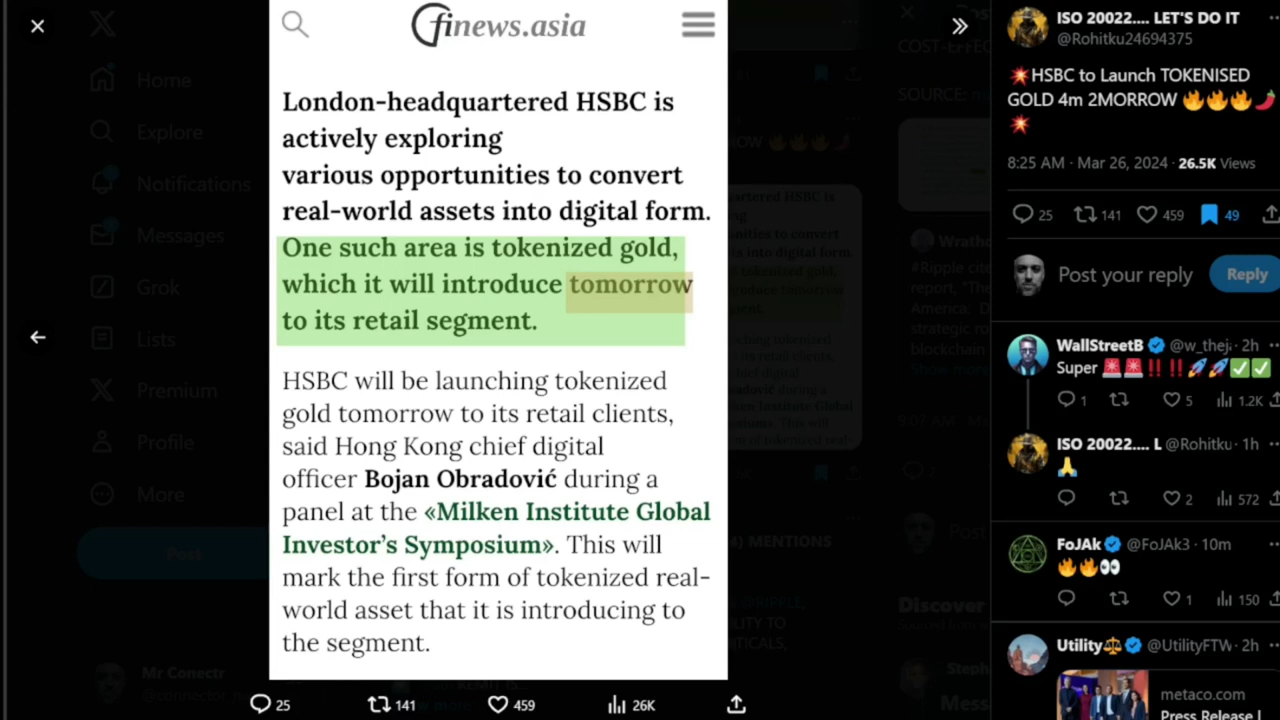 Home
Explore
Notifications
Messages
Grok
Lists
Premium
Profile
More
Post
Mr Conectr
finews.asia
London-headquartered HSBC is
actively exploring
various opportunities to convert
real-world assets into digital form.
One such area is tokenized gold,
which it will introduce tomorrow
to its retail segment.
HSBC will be launching tokenized
gold tomorrow to its retail clients,
said Hong Kong chief digital
officer Bojan Obradović during a
panel at the «Milken Institute Global
Investor's Symposium». This will
mark the first form of tokenized real-
world asset that it is introducing to
the segment.
25 141 459 26K
SOURCE:
MENTIONS
Discover
ISO 20022.... LET'S DO IT
@Rohitku24694375
💥HSBC to Launch TOKENISED
GOLD 4m 2MORROW 🔥🔥🔥🌶️
💥
8:25 AM · Mar 26, 2024 · 26.5K Views
25 141 459 49
Post your reply Reply
WallStreetB @w_thej · 2h
Super 🚨🚨‼️‼️🚀🚀✅✅
1 5 1.2K
ISO 20022.... L @Rohitku · 1h
🙏
2 572
FoJAk @FoJAk3 · 10m
🔥🔥👀
1 150
Utility⚖️ @UtilityFTW · 2h
metaco.com
Press Release |